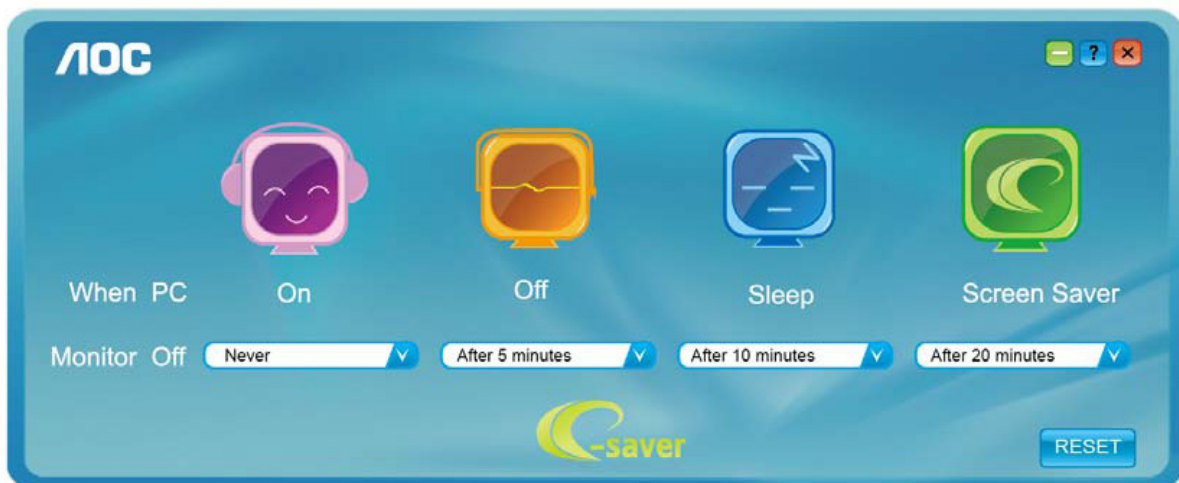 AOC
?
When PC On Off Sleep Screen Saver
Monitor Off Never After 5 minutes After 10 minutes After 20 minutes
e-saver
RESET